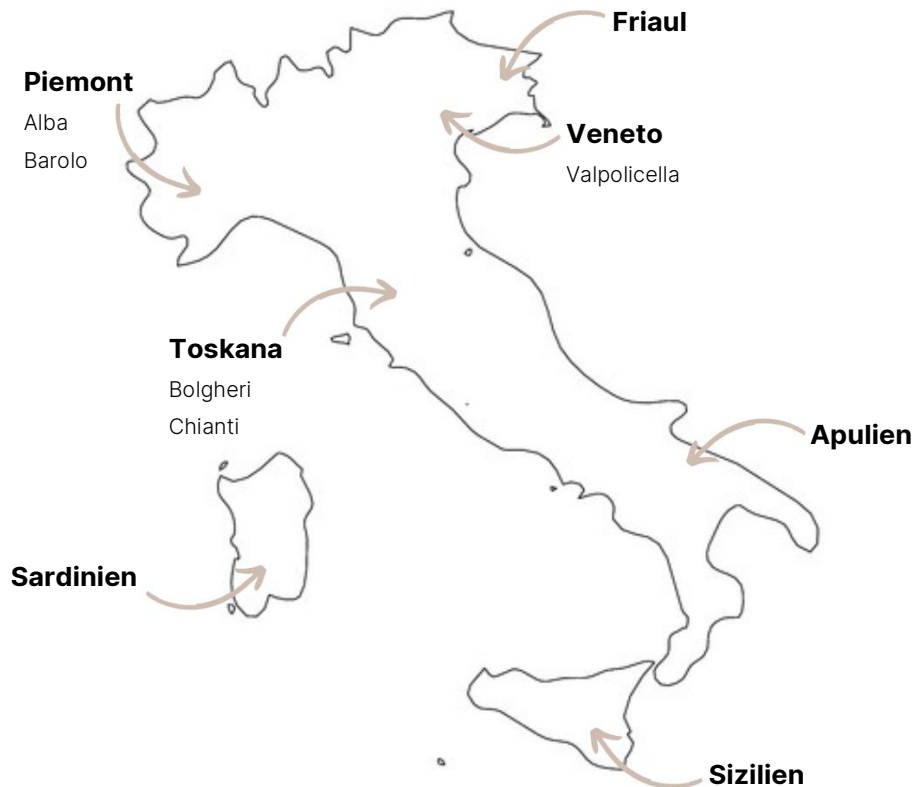 Friaul
Piemont
Alba
Barolo
Veneto
Valpolicella
Toskana
Bolgheri
Chianti
Apulien
Sardinien
Sizilien